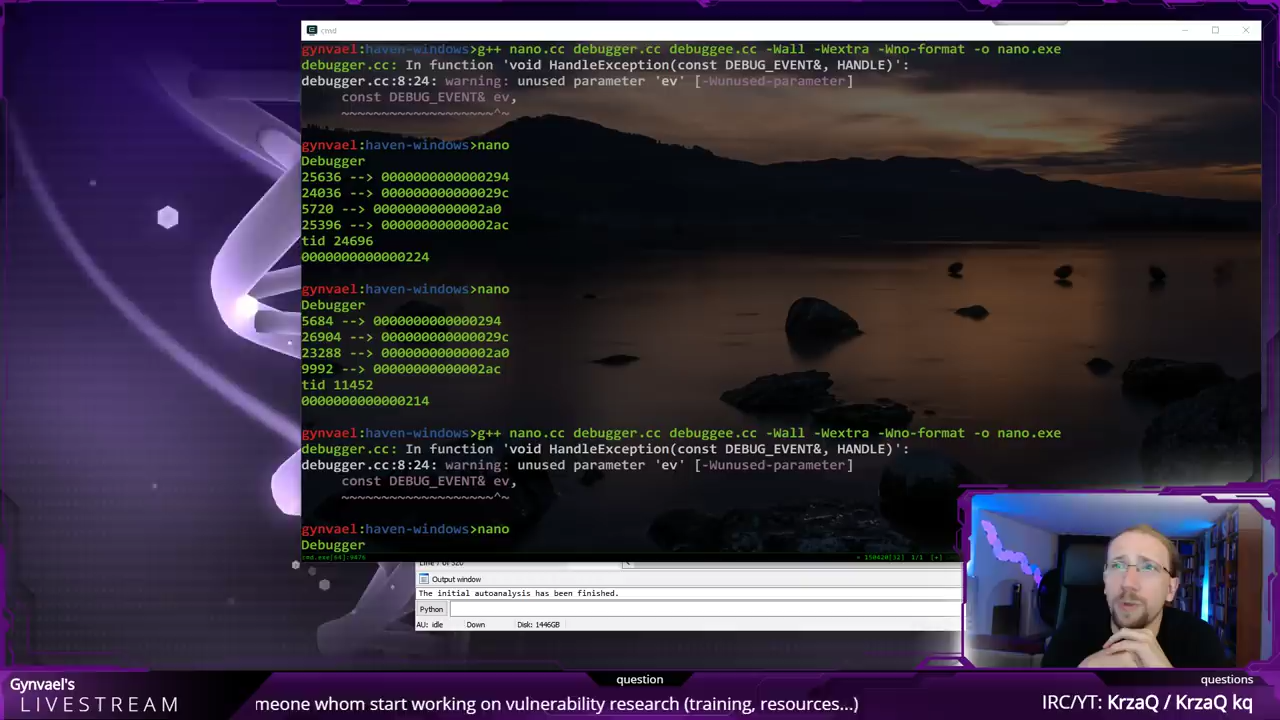 cmd
gynvael:haven-windows>g++ nano.cc debugger.cc debuggee.cc -Wall -Wextra -Wno-format -o nano.exe
debugger.cc: In function 'void HandleException(const DEBUG_EVENT&, HANDLE)':
debugger.cc:8:24: warning: unused parameter 'ev' [-Wunused-parameter]
const DEBUG_EVENT& ev,
~~~~~~~~~~~~~~~~~~~^~
gynvael:haven-windows>nano
Debugger
25636 --> 0000000000000294
24036 --> 000000000000029c
5720 --> 00000000000002a0
25396 --> 00000000000002ac
tid 24696
0000000000000224
gynvael:haven-windows>nano
Debugger
5684 --> 0000000000000294
26904 --> 000000000000029c
23288 --> 00000000000002a0
9992 --> 00000000000002ac
tid 11452
0000000000000214
gynvael:haven-windows>g++ nano.cc debugger.cc debuggee.cc -Wall -Wextra -Wno-format -o nano.exe
debugger.cc: In function 'void HandleException(const DEBUG_EVENT&, HANDLE)':
debugger.cc:8:24: warning: unused parameter 'ev' [-Wunused-parameter]
const DEBUG_EVENT& ev,
~~~~~~~~~~~~~~~~~~~^~
gynvael:haven-windows>nano
Debugger
cmd.exe[64]:9476
Output window
The initial autoanalysis has been finished.
Python
AU: idle Down Disk: 1446GB
Gynvael's
LIVESTREAM
question
meone whom start working on vulnerability research (training, resources...)
questions
IRC/YT: KrzaQ / KrzaQ kq